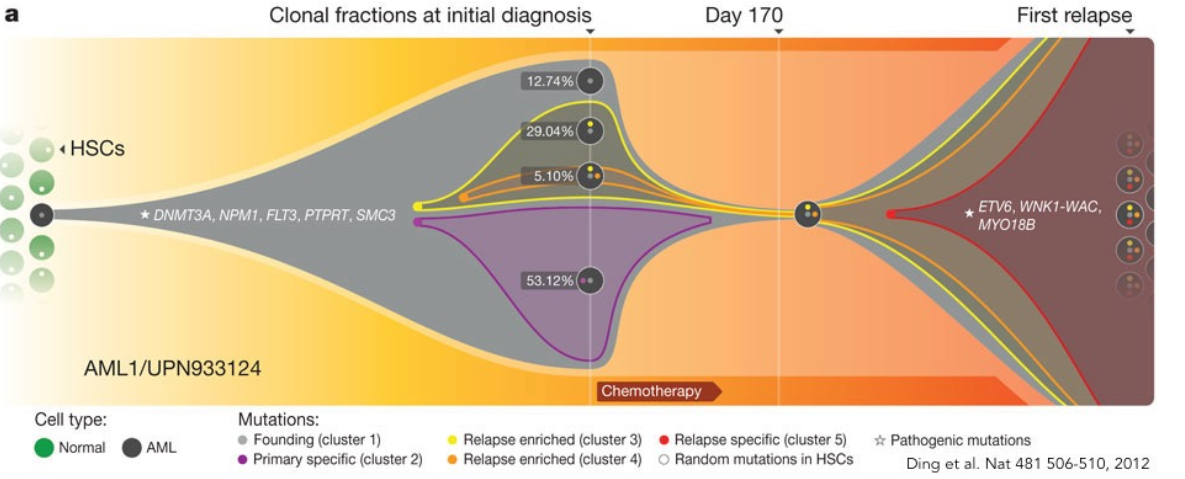 a
Clonal fractions at initial diagnosis
Day 170
First relapse
12.74%
29.04%
HSCs
5.10%
DNMT3A, NPM1, FLT3, PTPRT, SMC3
ETV6, WNK1-WAC,
MYO18B
53.12%
AML1/UPN933124
Chemotherapy
Cell type:
Normal
AML
Mutations:
Founding (cluster 1)
Primary specific (cluster 2)
Relapse enriched (cluster 3)
Relapse enriched (cluster 4)
Relapse specific (cluster 5)
Random mutations in HSCs
Pathogenic mutations
Ding et al. Nat 481 506-510, 2012